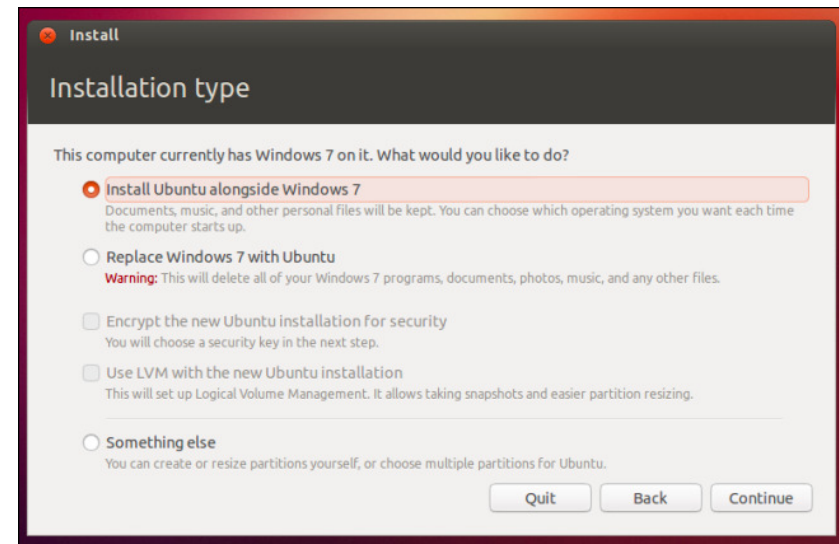 Install
Installation type
This computer currently has Windows 7 on it. What would you like to do?
Install Ubuntu alongside Windows 7
Documents, music, and other personal files will be kept. You can choose which operating system you want each time
the computer starts up.
Replace Windows 7 with Ubuntu
Warning: This will delete all of your Windows 7 programs, documents, photos, music, and any other files.
Encrypt the new Ubuntu installation for security
You will choose a security key in the next step.
Use LVM with the new Ubuntu installation
This will set up Logical Volume Management. It allows taking snapshots and easier partition resizing.
Something else
You can create or resize partitions yourself, or choose multiple partitions for Ubuntu.
Quit Back Continue